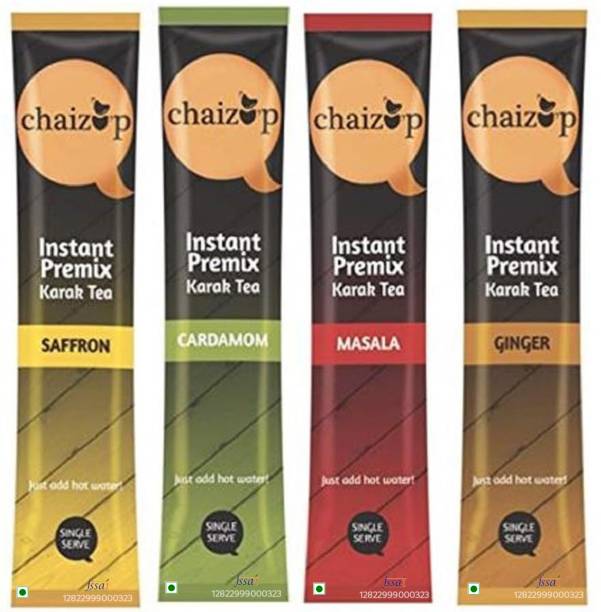 chaizup
Instant
Premix
Karak Tea
SAFFRON
Just add hot water!
SINGLE
SERVE
fssai
12822999000323
chaizup
Instant
Premix
Karak Tea
CARDAMOM
Just add hot water!
SINGLE
SERVE
fssai
12822999000323
chaizup
Instant
Premix
Karak Tea
MASALA
Just add hot water!
SINGLE
SERVE
fssai
12822999000323
chaizup
Instant
Premix
Karak Tea
GINGER
Just add hot water!
SINGLE
SERVE
fssai
12822999000323